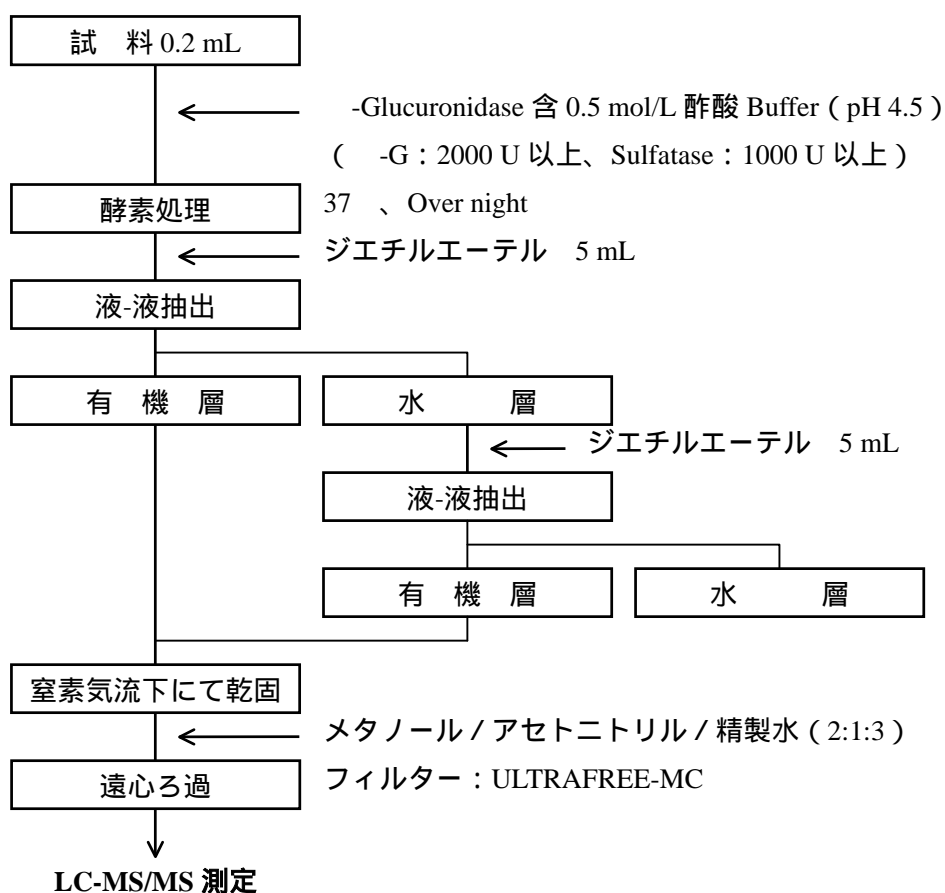 試　料 0.2 mL
-Glucuronidase 含 0.5 mol/L 酢酸 Buffer（pH 4.5）
（　-G：2000 U 以上、Sulfatase：1000 U 以上）
酵素処理
37　、Over night
ジエチルエーテル　5 mL
液-液抽出
有　機　層
水　　　層
ジエチルエーテル　5 mL
液-液抽出
有　機　層
水　　　層
窒素気流下にて乾固
メタノール／アセトニトリル／精製水（2:1:3）
遠心ろ過
フィルター：ULTRAFREE-MC
LC-MS/MS 測定